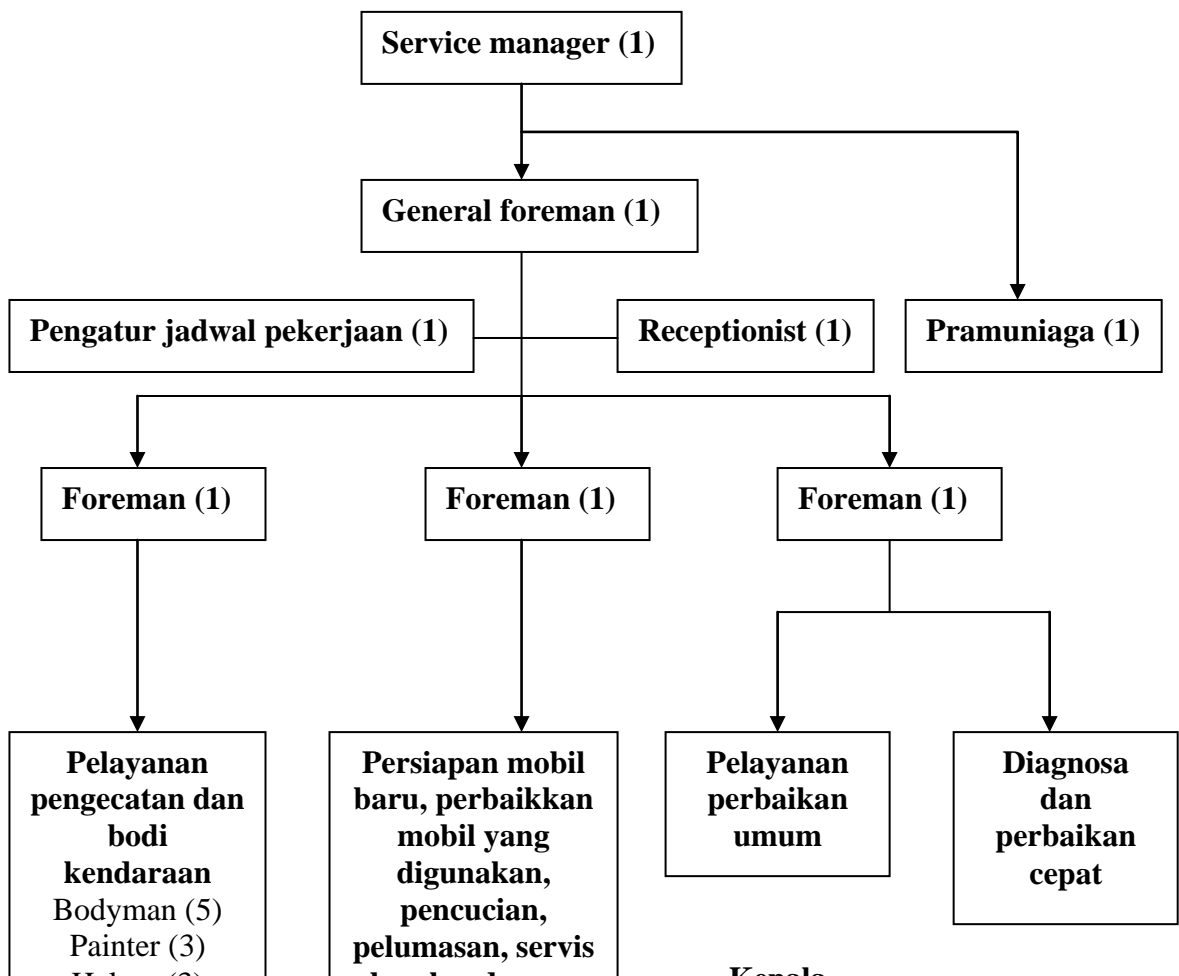 Service manager (1)
General foreman (1)
Pengatur jadwal pekerjaan (1)
Receptionist (1)
Pramuniaga (1)
Foreman (1)
Foreman (1)
Foreman (1)
Pelayanan
pengecatan dan
bodi
kendaraan
Bodyman (5)
Painter (3)
Persiapan mobil
baru, perbaikkan
mobil yang
digunakan,
pencucian,
pelumasan, servis
Pelayanan
perbaikan
umum
Diagnosa
dan
perbaikan
cepat
Kepala